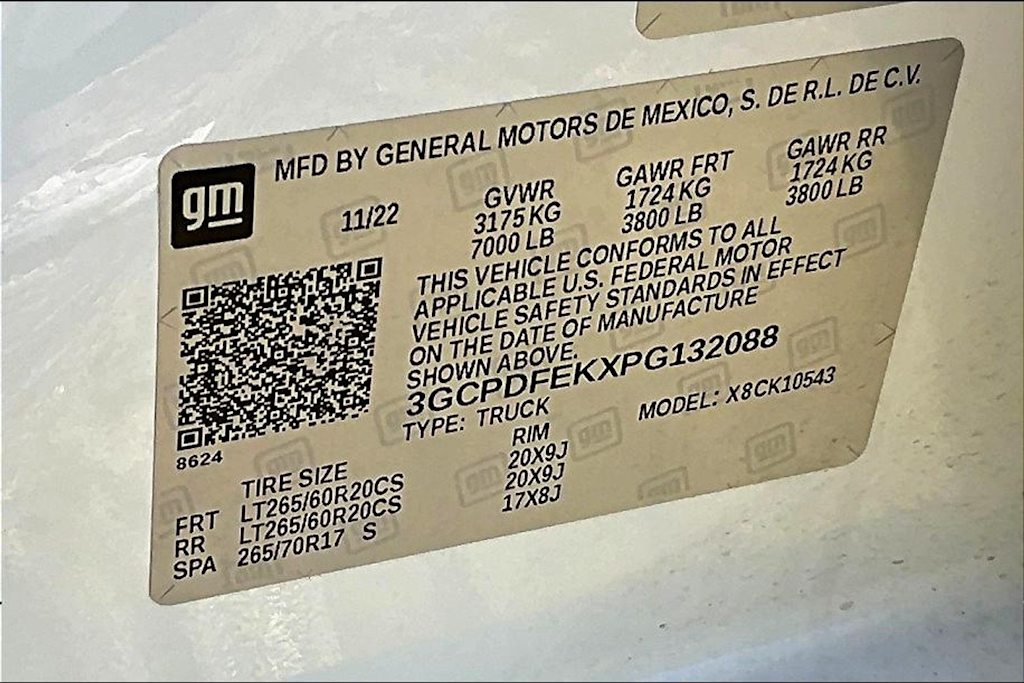 MFD BY GENERAL MOTORS DE MEXICO, S. DE R.L. DE C.V.
gm
11/22
GVWR GAWR FRT GAWR RR
3175 KG 1724 KG 1724 KG
7000 LB 3800 LB 3800 LB
THIS VEHICLE CONFORMS TO ALL
APPLICABLE U.S. FEDERAL MOTOR
VEHICLE SAFETY STANDARDS IN EFFECT
ON THE DATE OF MANUFACTURE
SHOWN ABOVE.
3GCPDFEKXPG132088
TYPE: TRUCK MODEL: X8CK10543
8624
TIRE SIZE RIM
FRT LT265/60R20CS 20X9J
RR LT265/60R20CS 20X9J
SPA 265/70R17 S 17X8J